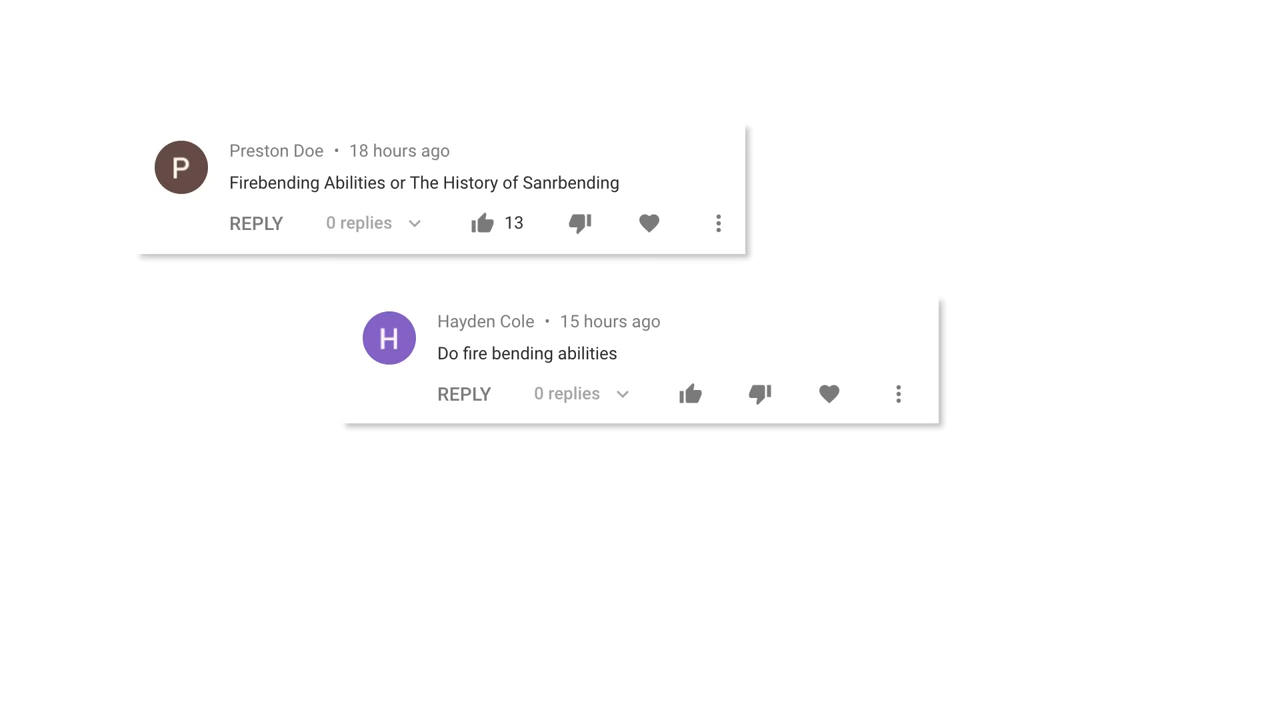 P
Preston Doe • 18 hours ago
Firebending Abilities or The History of Sanrbending
REPLY 0 replies 13
H
Hayden Cole • 15 hours ago
Do fire bending abilities
REPLY 0 replies